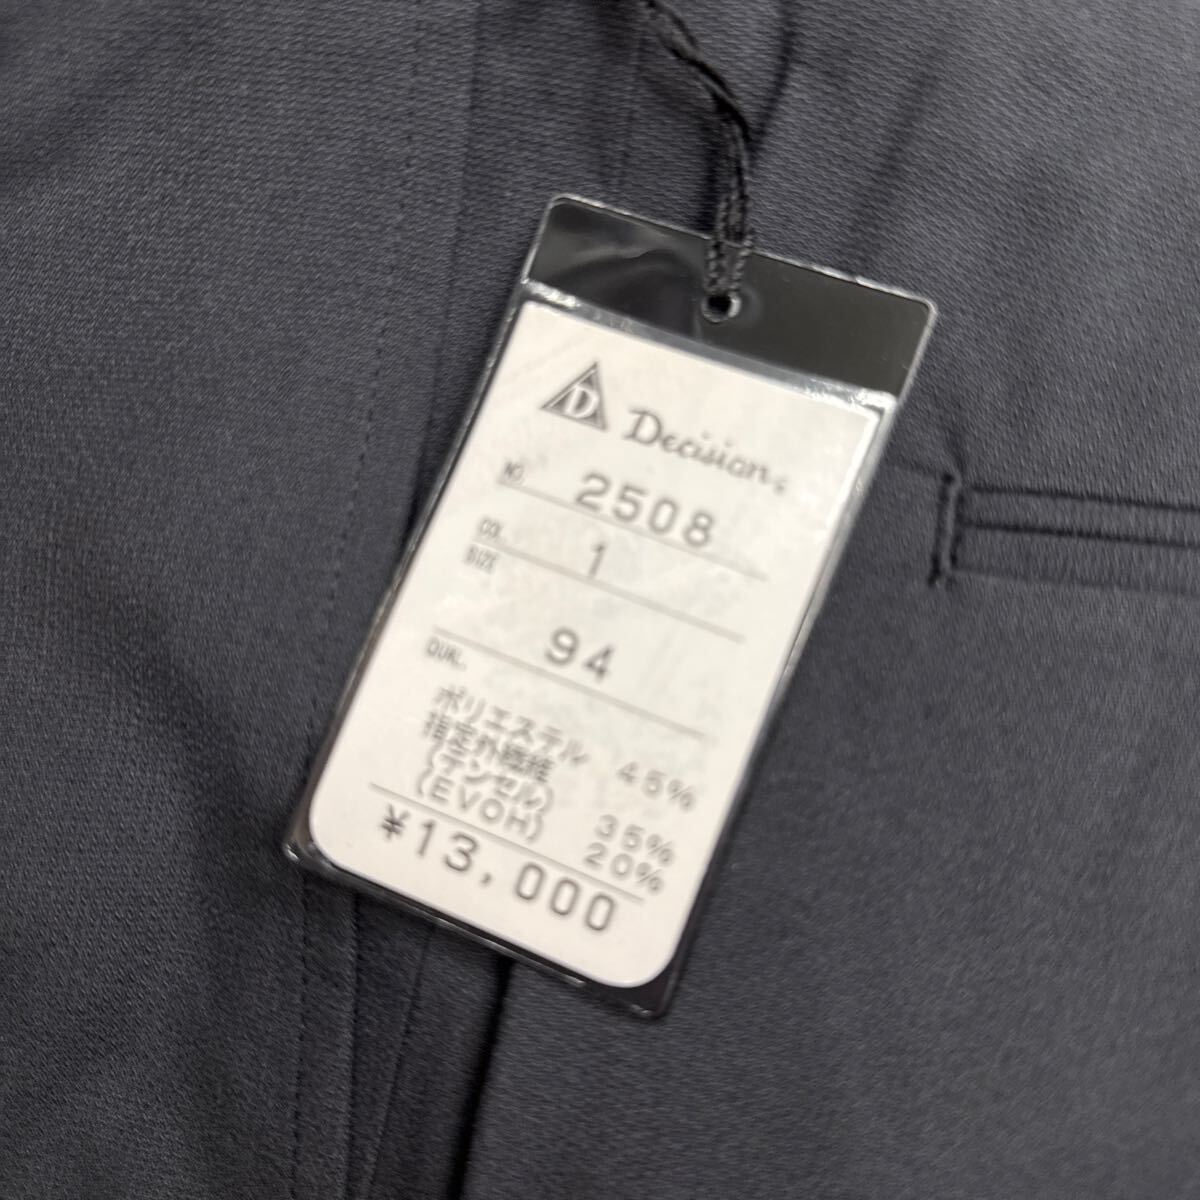 D Decision
NO. 2508
COL. 1
SIZE 94
QUAL.
ポリエステル 45%
指定外繊維
(テンセル) 35%
(EVOH) 20%
¥13,000